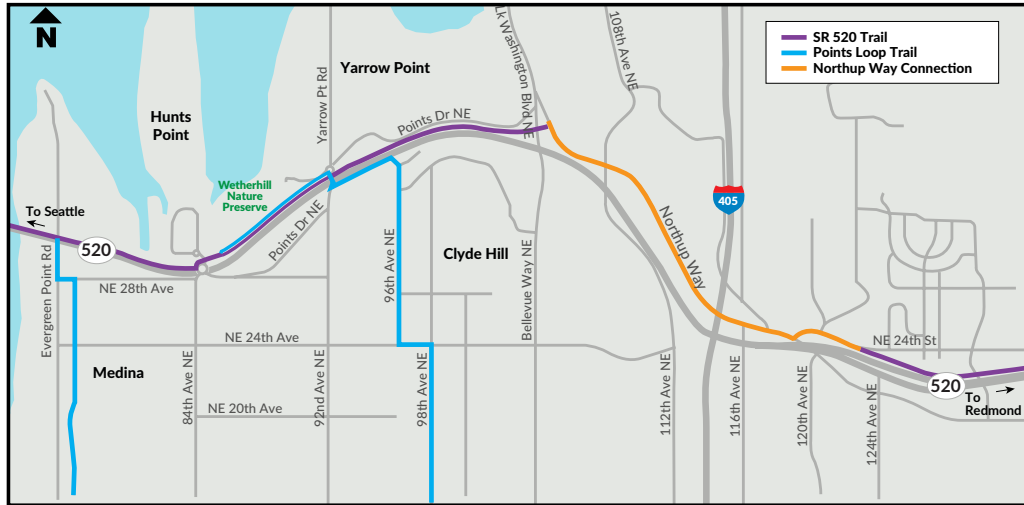 N
SR 520 Trail
Points Loop Trail
Northup Way Connection
Yarrow Point
Hunts
Point
Yarrow Pt Rd
Points Dr NE
Lk Washington Blvd NE
108th Ave NE
405
Wetherhill
Nature
Preserve
Points Dr NE
To Seattle
520
Evergreen Point Rd
NE 28th Ave
96th Ave NE
Clyde Hill
Bellevue Way NE
Northup Way
NE 24th Ave
NE 24th St
Medina
84th Ave NE
92nd Ave NE
98th Ave NE
112th Ave NE
116th Ave NE
120th Ave NE
124th Ave NE
NE 20th Ave
520
To
Redmond